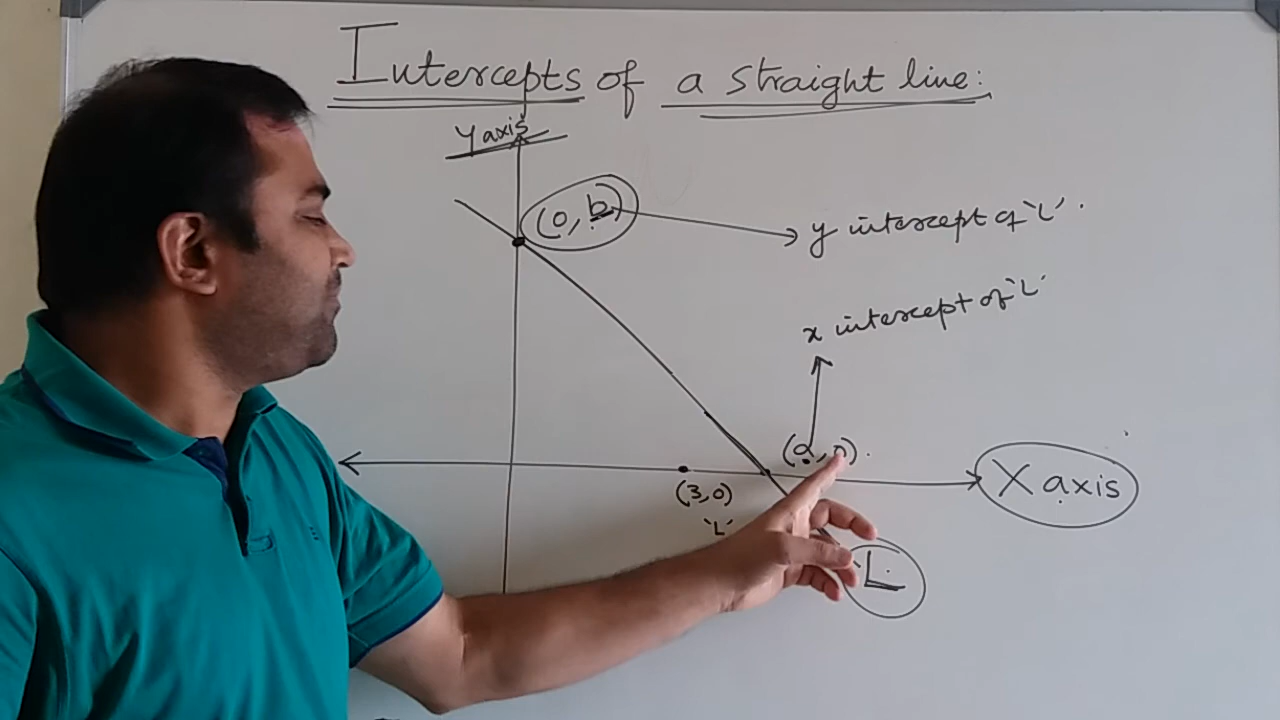 Intercepts of a straight line:
Y axis
(0, b)
y intercept of 'L'.
x intercept of 'L'
(a, 0).
(3,0)
'L'
X axis
'L'